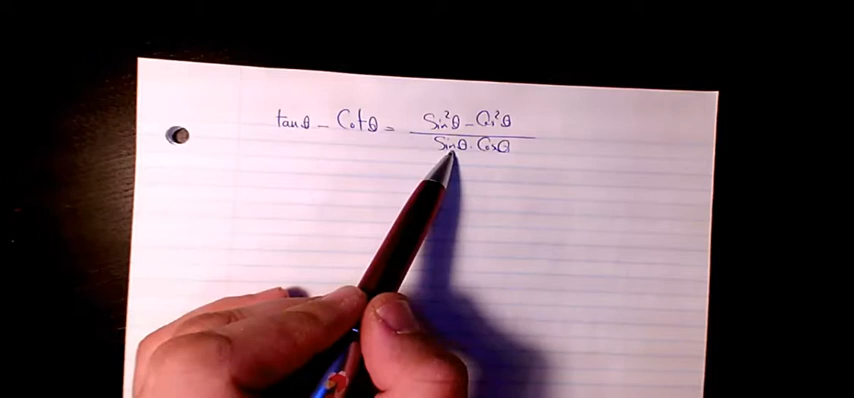 tanθ - Cotθ = Sin²θ - Cos²θ
Sinθ . Cosθ